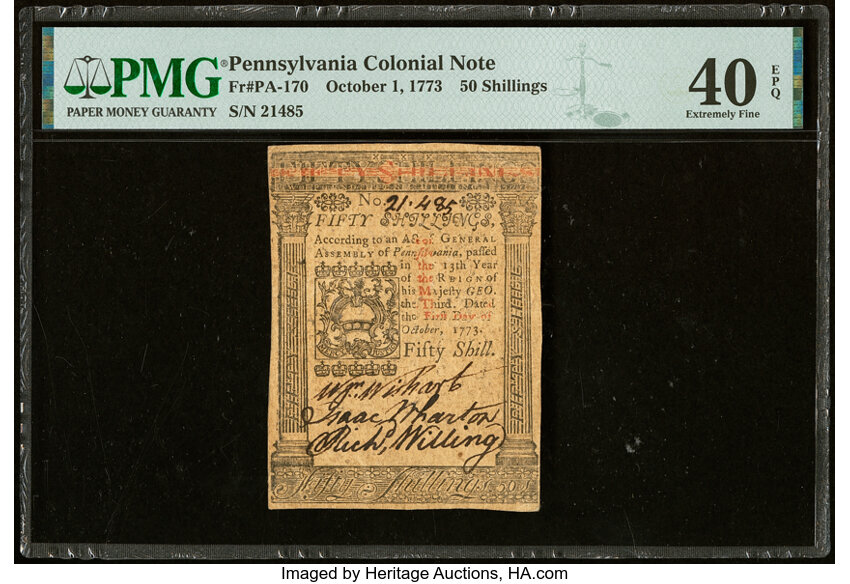 PMG®
PAPER MONEY GUARANTY
Pennsylvania Colonial Note
Fr#PA-170 October 1, 1773 50 Shillings
S/N 21485
40
EPQ
Extremely Fine
No 21.485
FIFTY SHILLINGS,
According to an Act of GENERAL
ASSEMBLY of Pennsylvania, passed
in the 13th Year
of the REIGN of
his Majesty GEO.
the Third. Dated
the First Day of
October, 1773.
Fifty Shill.
Wm. Wishart
Isaac Wharton
Richd, Willing
Fifty Shillings
Imaged by Heritage Auctions, HA.com